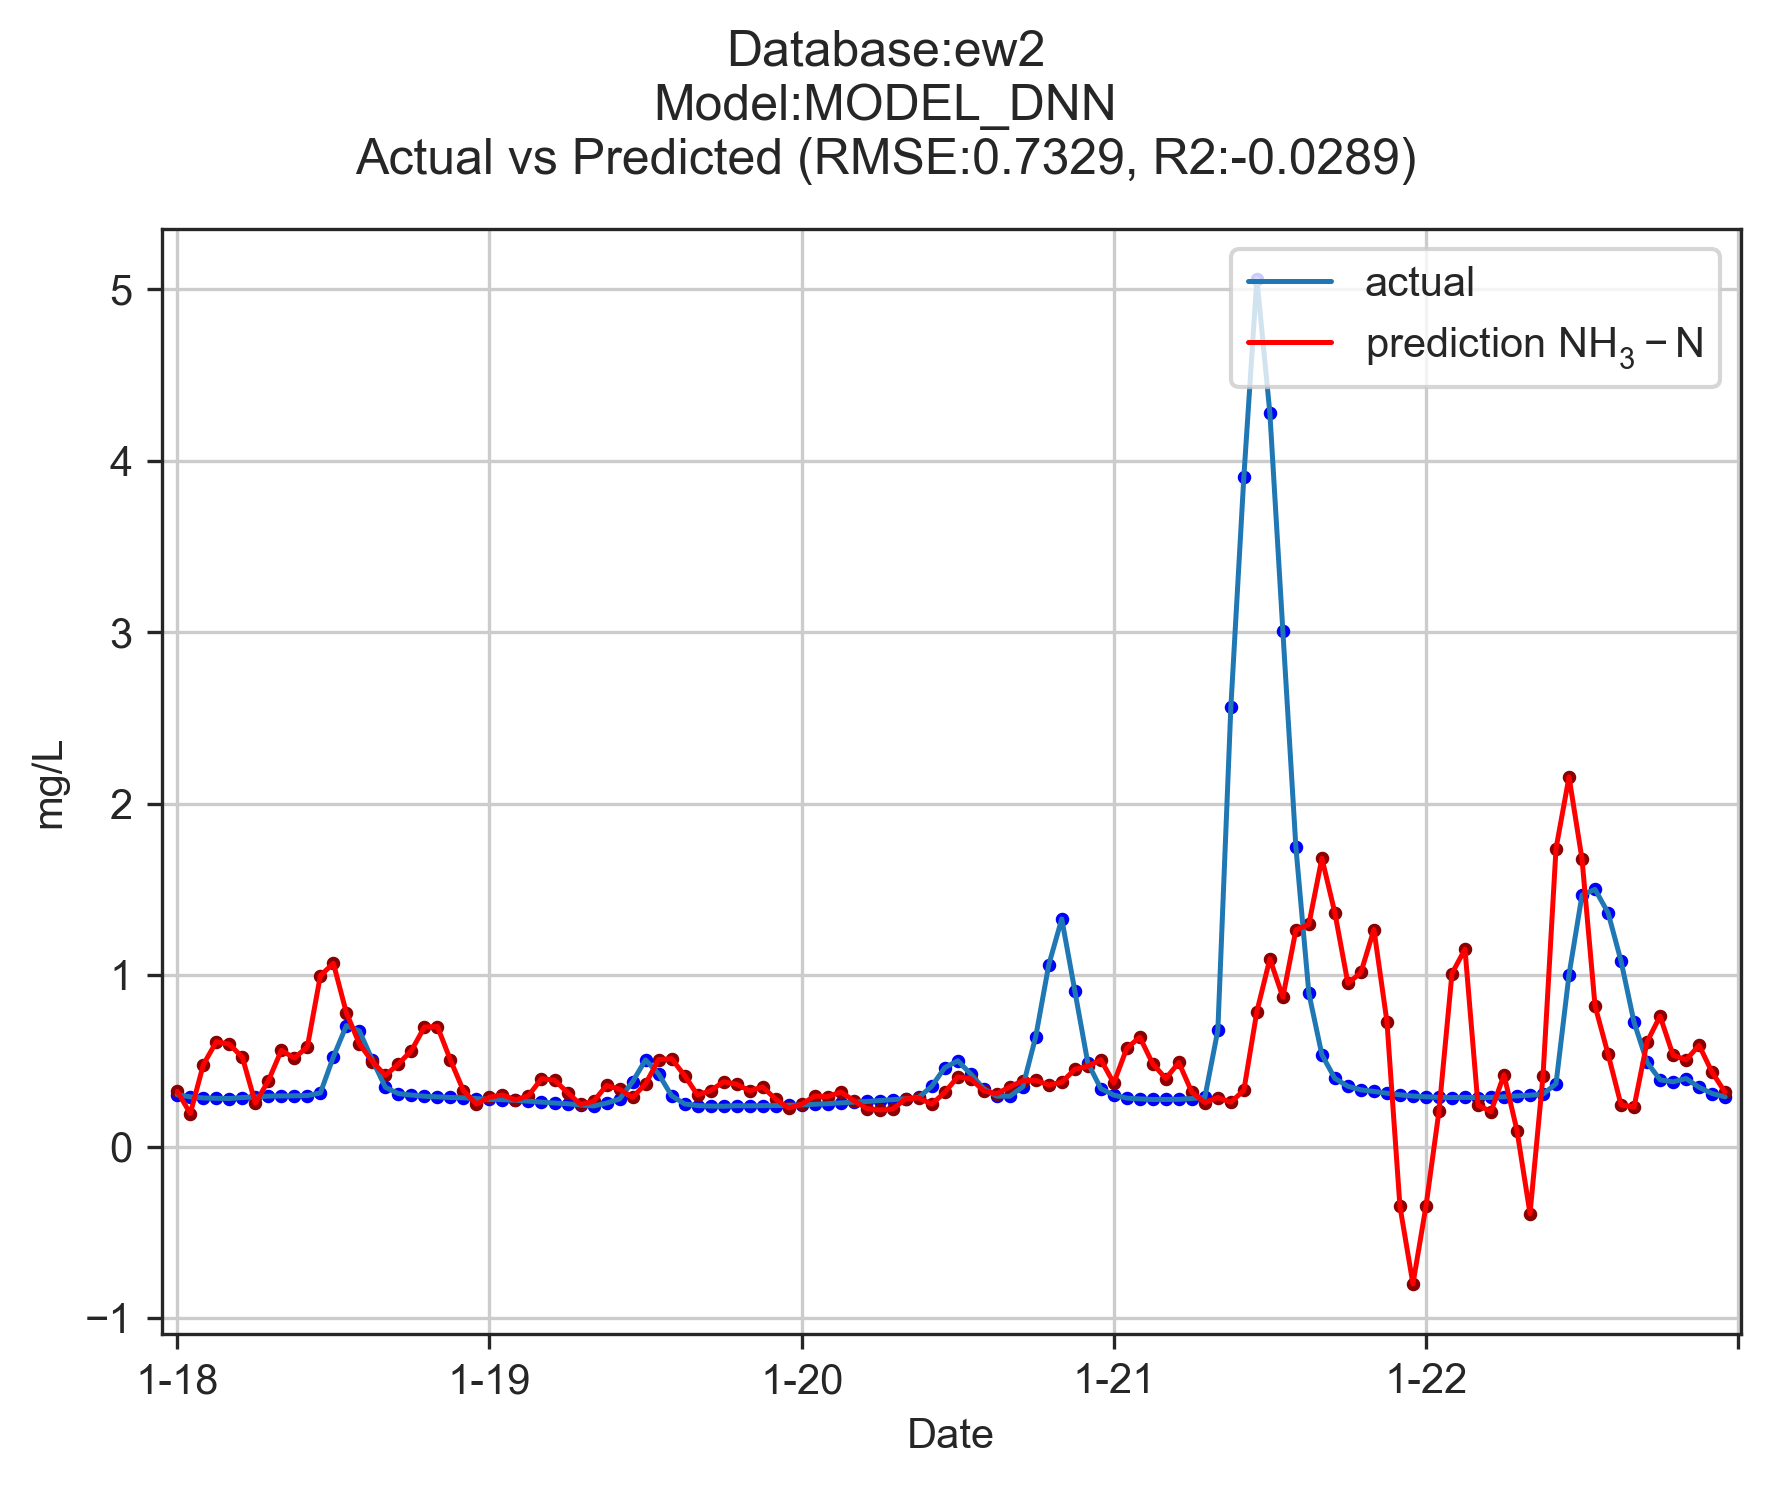 Database:ew2
Model:MODEL_DNN
Actual vs Predicted (RMSE:0.7329, R2:-0.0289)
actual
prediction NH₃ − N
5
4
3
2
1
0
−1
mg/L
1-18 1-19 1-20 1-21 1-22
Date